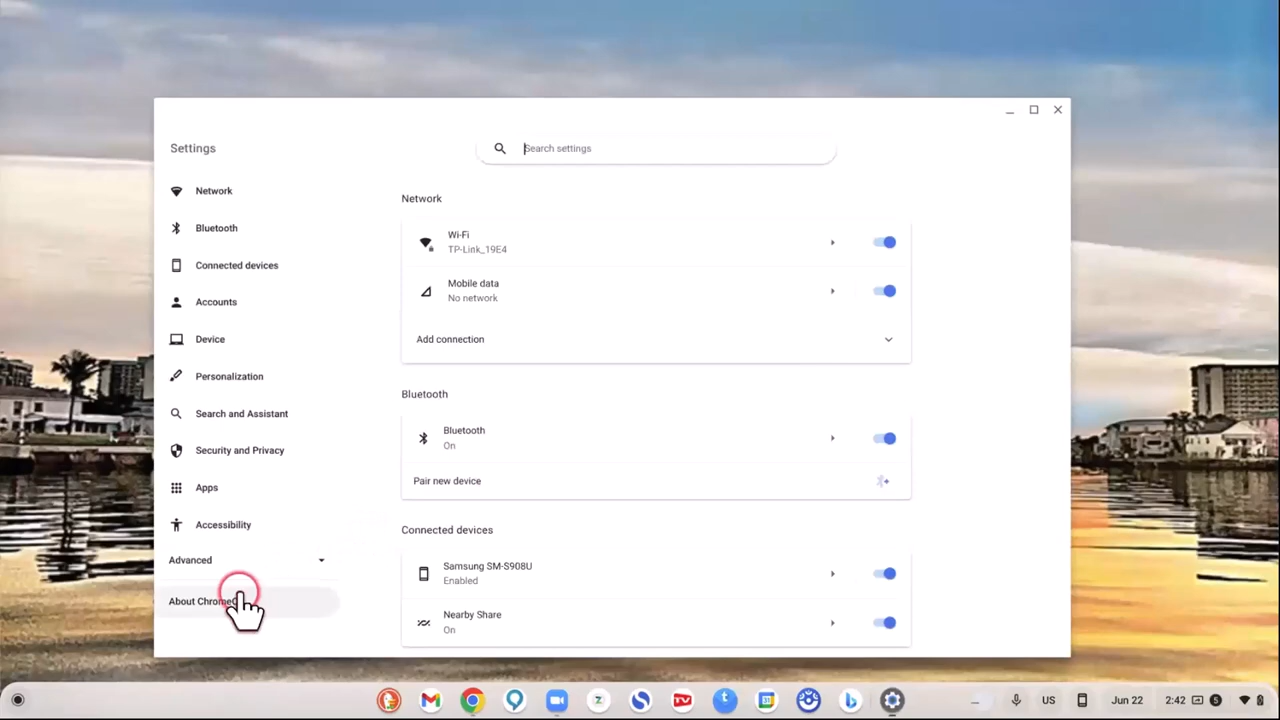 Settings
Search settings
Network
Bluetooth
Connected devices
Accounts
Device
Personalization
Search and Assistant
Security and Privacy
Apps
Accessibility
Advanced
About Chrome
Network
Wi-Fi
TP-Link_19E4
Mobile data
No network
Add connection
Bluetooth
Bluetooth
On
Pair new device
Connected devices
Samsung SM-S908U
Enabled
Nearby Share
On
US
Jun 22
2:42
5